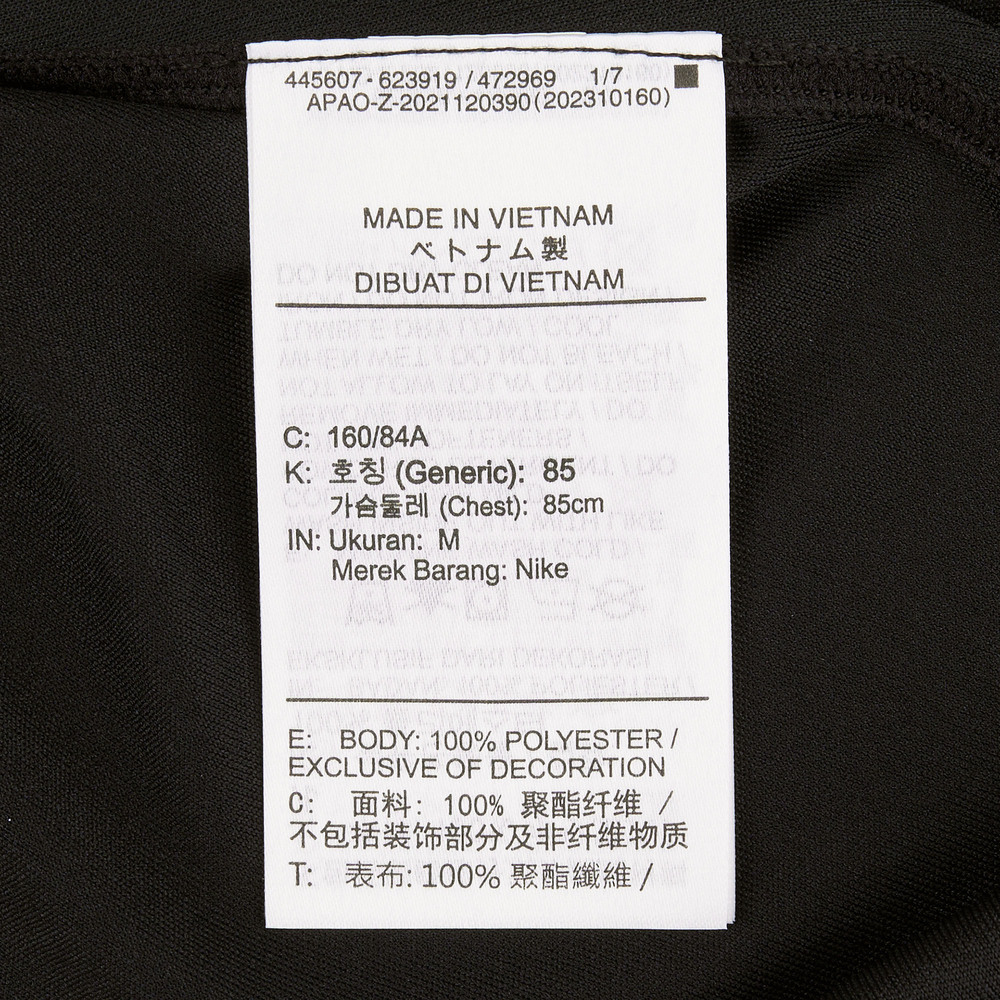 445607-623919 / 472969 1/7
APAO-Z-2021120390(202310160)
MADE IN VIETNAM
ベトナム製
DIBUAT DI VIETNAM
C: 160/84A
K: 호칭 (Generic): 85
가슴둘레 (Chest): 85cm
IN: Ukuran: M
Merek Barang: Nike
E: BODY: 100% POLYESTER /
EXCLUSIVE OF DECORATION
C: 面料: 100% 聚酯纤维 /
不包括装饰部分及非纤维物质
T: 表布: 100% 聚酯纖維 /